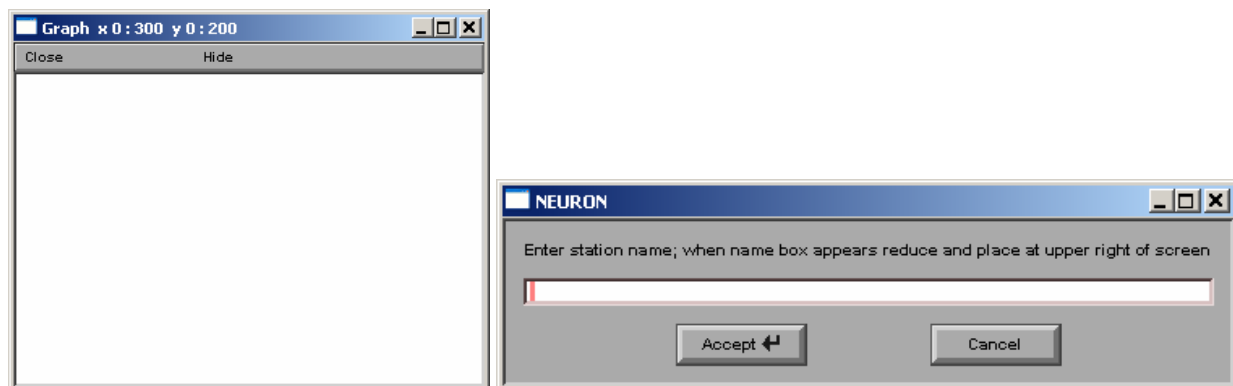 Graph x 0 : 300 y 0 : 200
Close Hide
NEURON
Enter station name; when name box appears reduce and place at upper right of screen
Accept Cancel